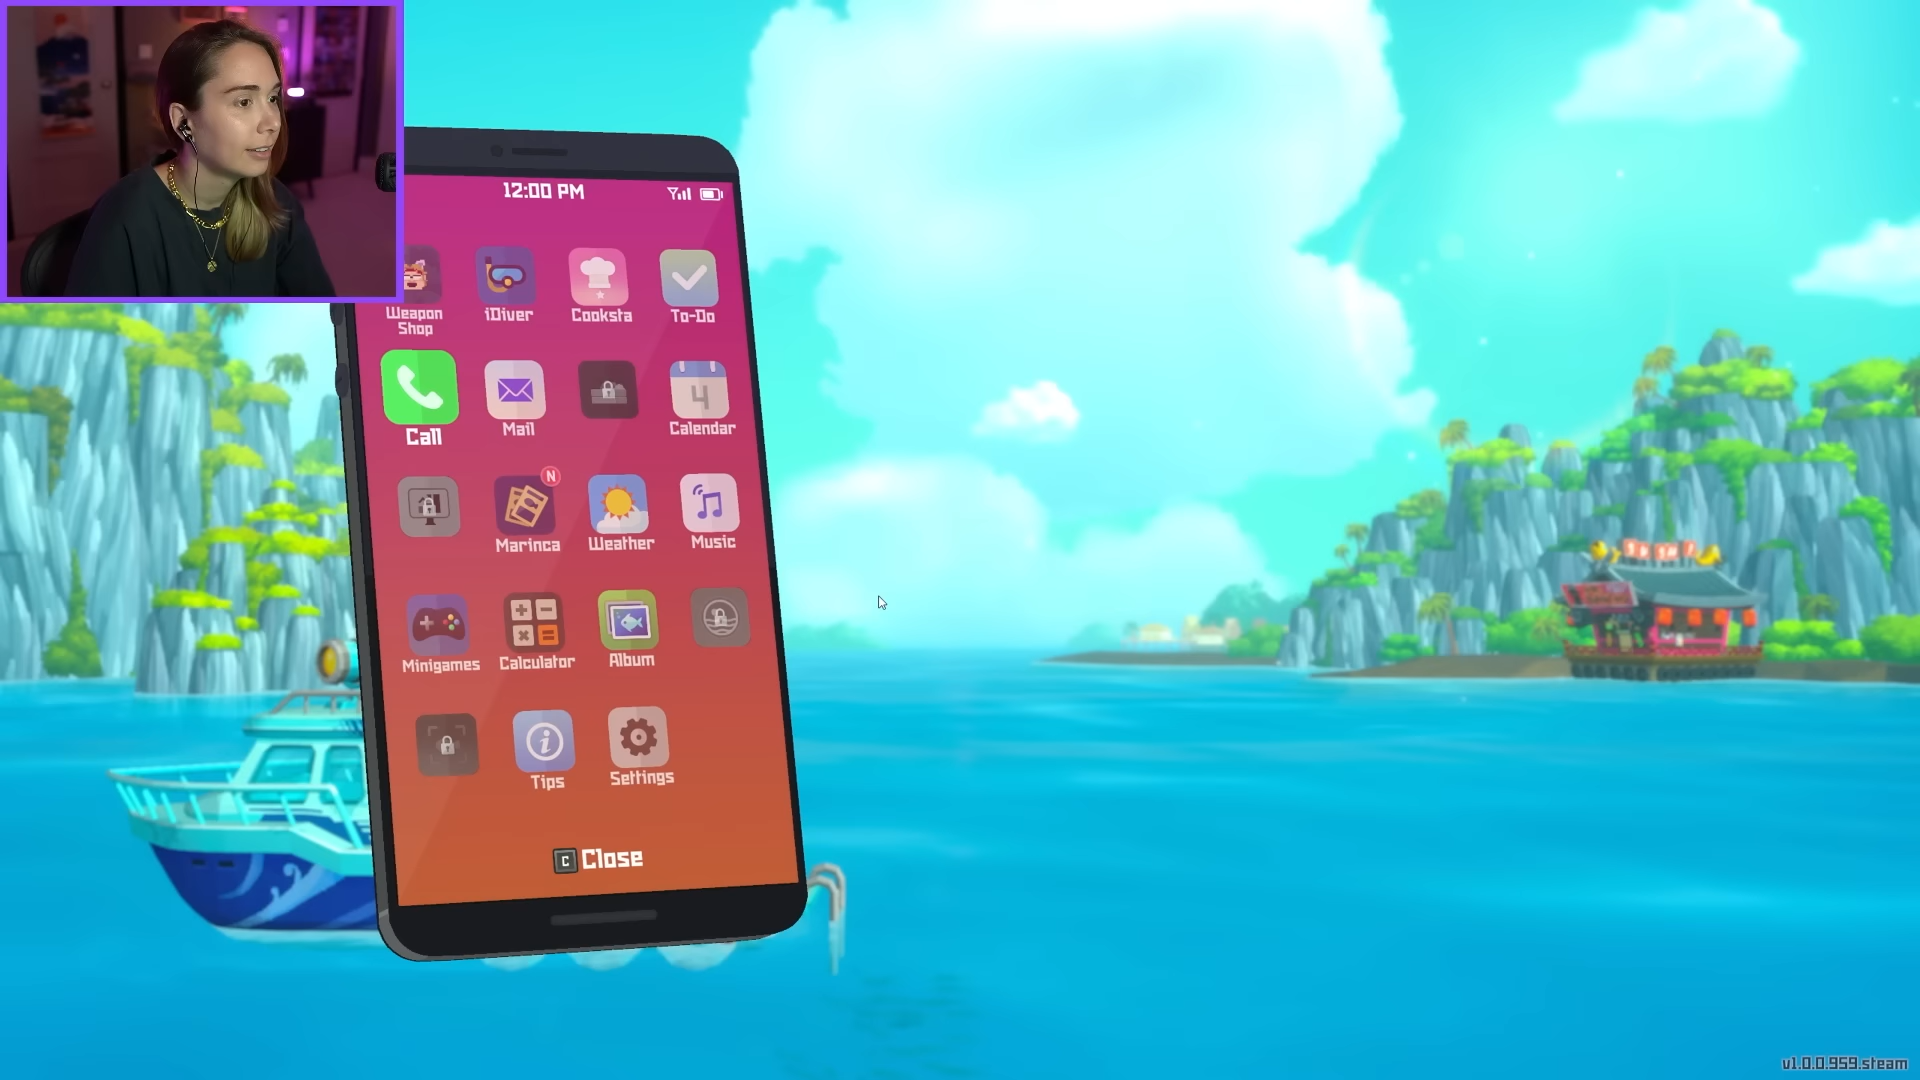 12:00 PM
Weapon
Shop
iDiver
Cooksta
To-Do
Call
Mail
4
Calendar
N
Marinca
Weather
Music
Minigames
Calculator
Album
Tips
Settings
C Close
v1.0.0.959.steam